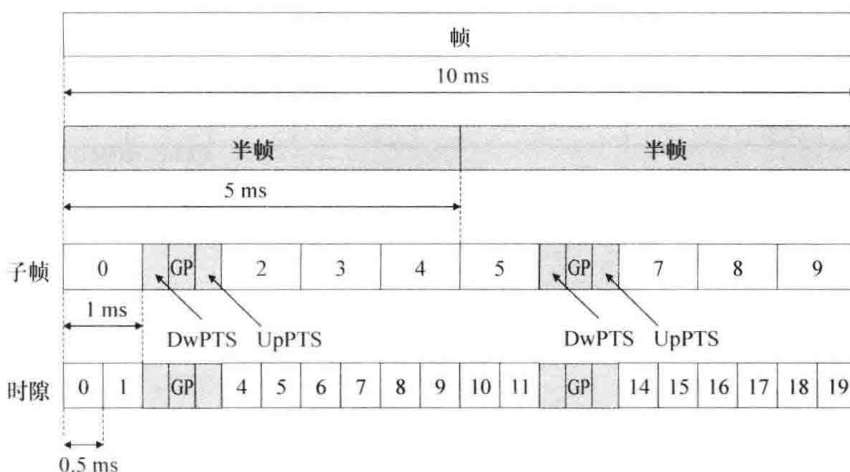 帧
10 ms
半帧 半帧
5 ms
子帧 0 GP 2 3 4 5 GP 7 8 9
1 ms
DwPTS UpPTS DwPTS UpPTS
时隙 0 1 GP 4 5 6 7 8 9 10 11 GP 14 15 16 17 18 19
0.5 ms